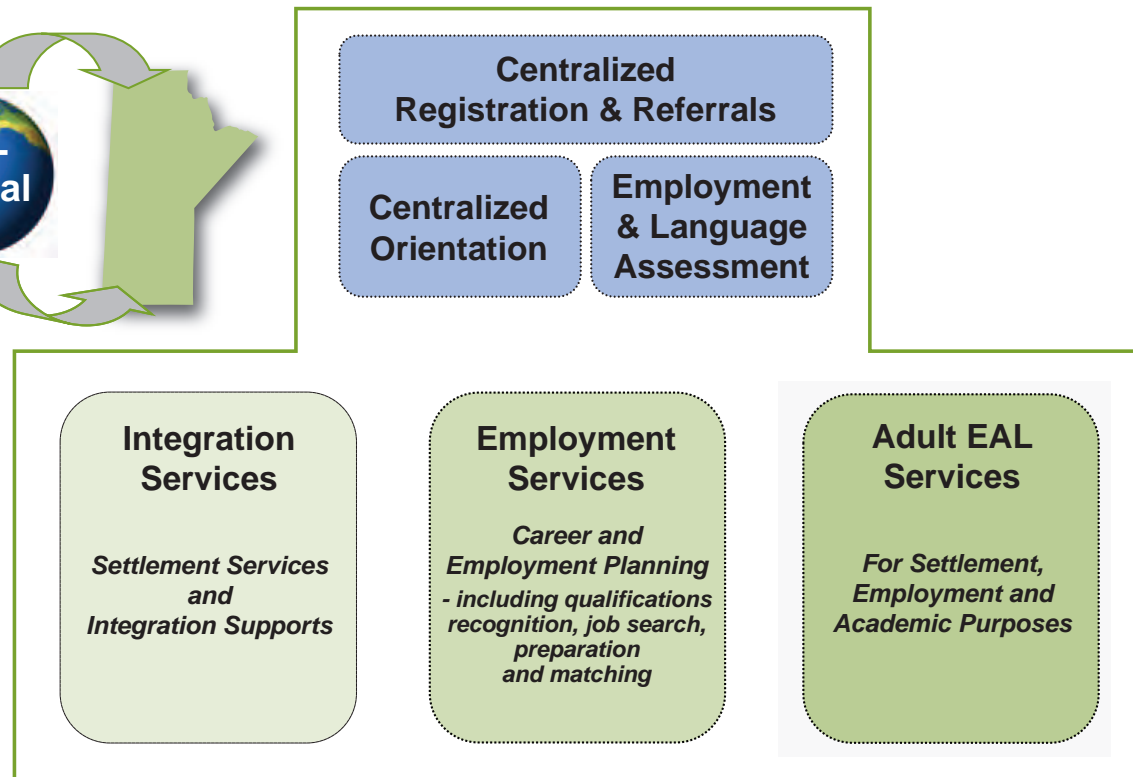 al
Centralized
Registration & Referrals
Centralized
Orientation
Employment
& Language
Assessment
Integration
Services
Settlement Services
and
Integration Supports
Employment
Services
Career and
Employment Planning
- including qualifications
recognition, job search,
preparation
and matching
Adult EAL
Services
For Settlement,
Employment and
Academic Purposes